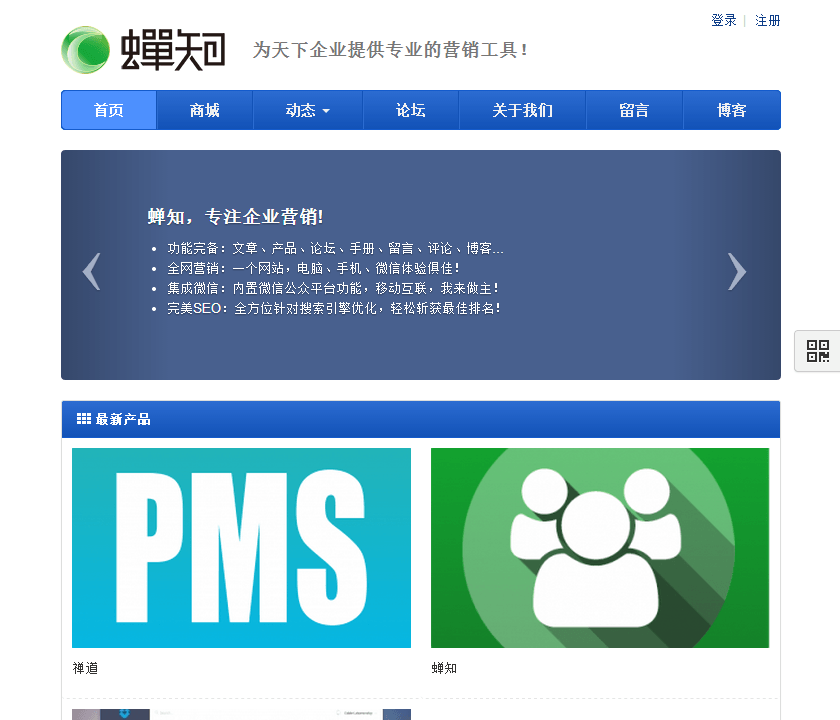 登录 | 注册
蝉知 为天下企业提供专业的营销工具！
首页 商城 动态 论坛 关于我们 留言 博客
蝉知，专注企业营销!
• 功能完备：文章、产品、论坛、手册、留言、评论、博客...
• 全网营销：一个网站，电脑、手机、微信体验俱佳！
• 集成微信：内置微信公众平台功能，移动互联，我来做主！
• 完美SEO：全方位针对搜索引擎优化，轻松斩获最佳排名！
最新产品
PMS
禅道 蝉知